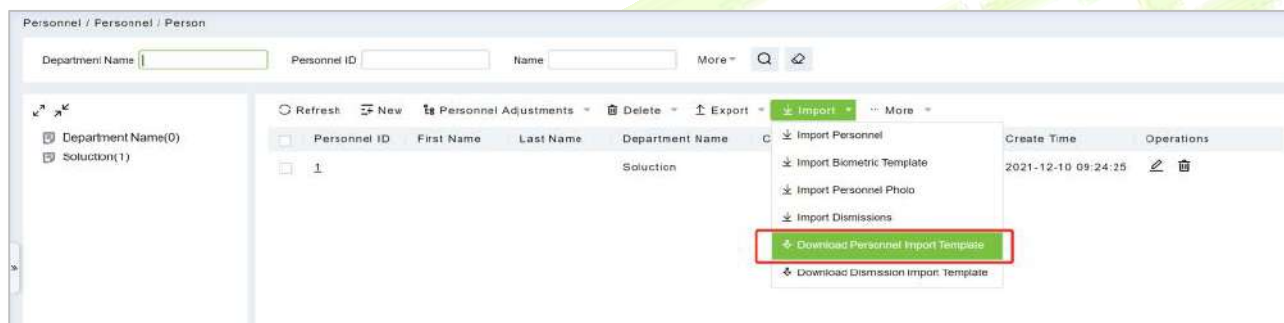 Personnel / Personnel / Person
Department Name Personnel ID Name More
Refresh New Personnel Adjustments Delete Export Import ··· More
Department Name(0)
Soluction(1)
Personnel ID First Name Last Name Department Name C Create Time Operations
1 Soluction 2021-12-10 09:24:25
Import Personnel
Import Biometric Template
Import Personnel Photo
Import Dismissions
Download Personnel Import Template
Download Dismission Import Template